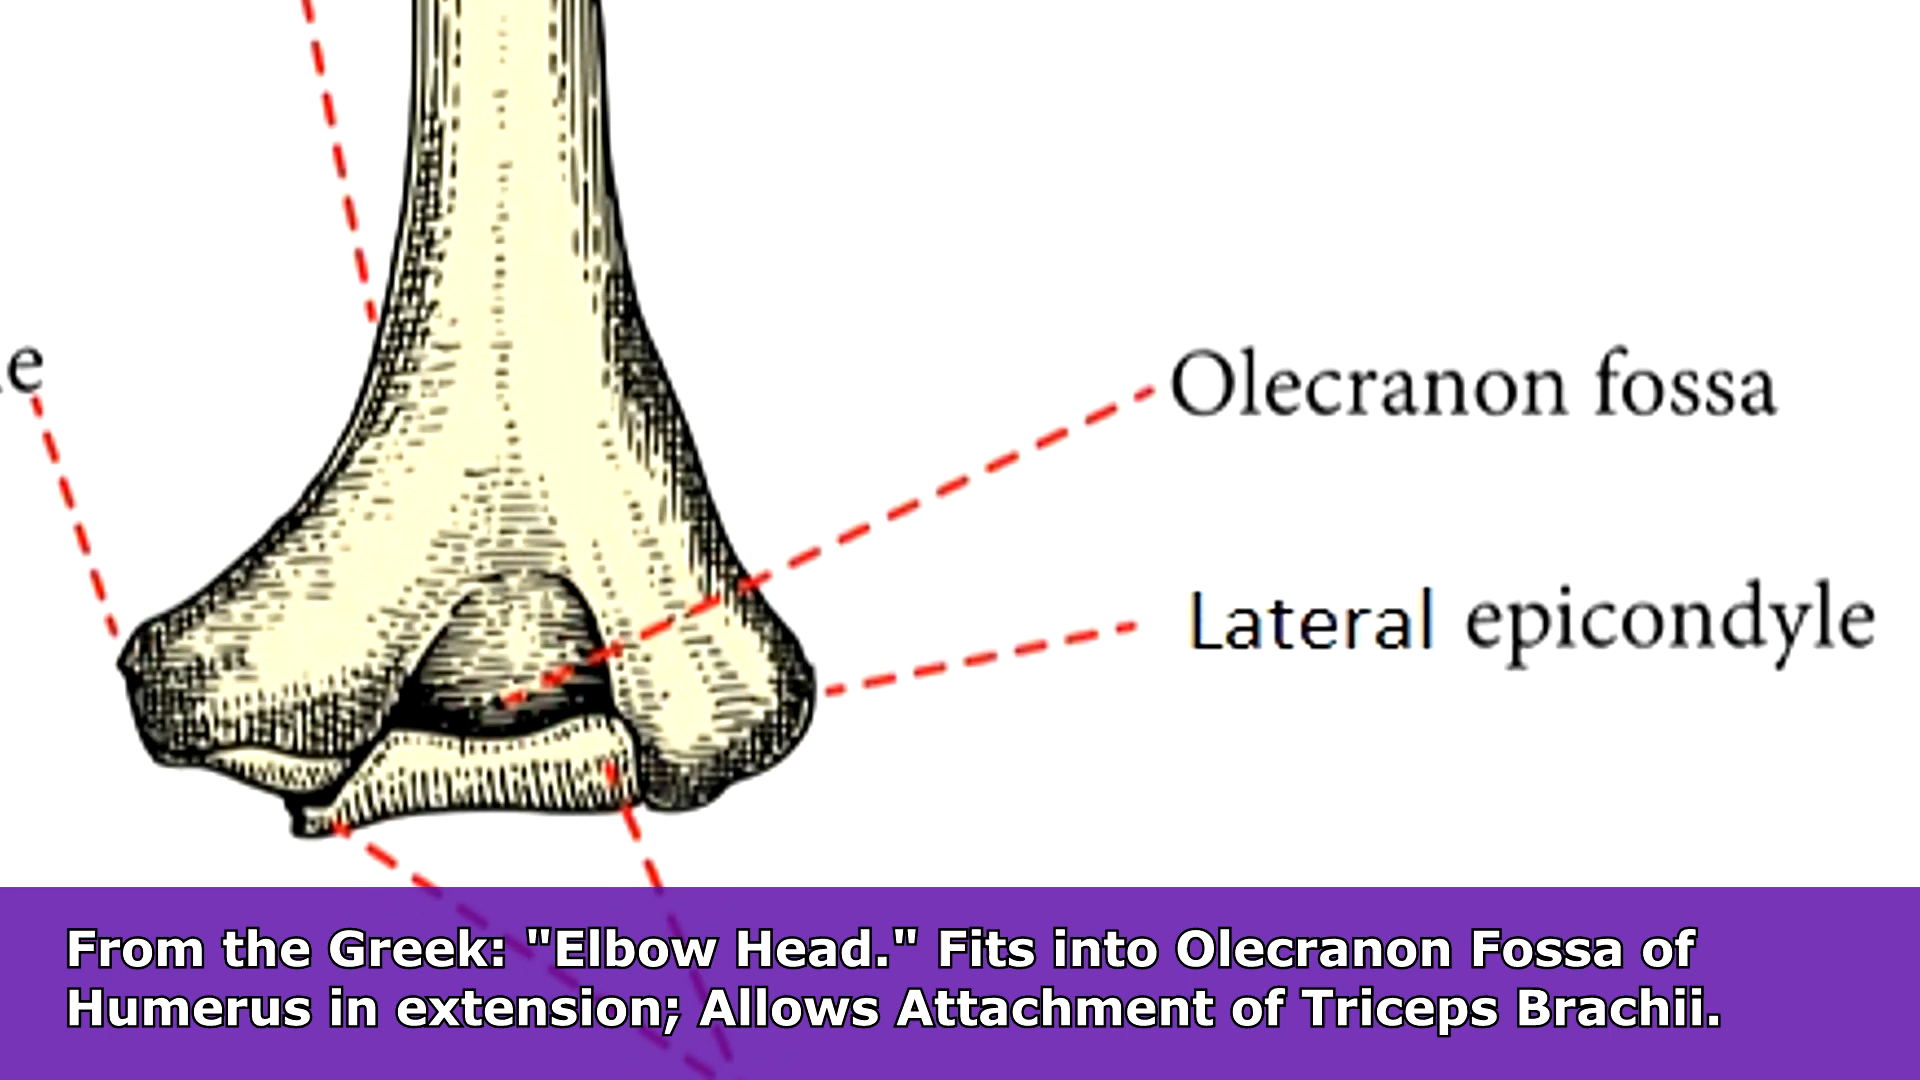 Olecranon fossa
e
Lateral epicondyle
From the Greek: "Elbow Head." Fits into Olecranon Fossa of
Humerus in extension; Allows Attachment of Triceps Brachii.